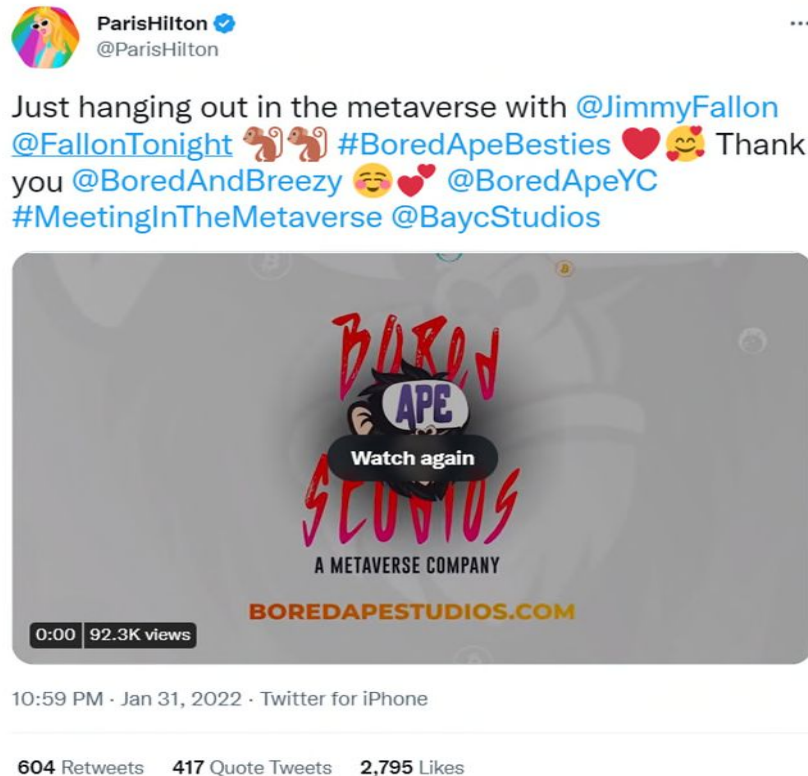 ParisHilton
@ParisHilton
Just hanging out in the metaverse with @JimmyFallon
@FallonTonight 🐒🐒 #BoredApeBesties ❤️🥰 Thank
you @BoredAndBreezy ☺️💕 @BoredApeYC
#MeetingInTheMetaverse @BaycStudios
BORed
APE
Watch again
STUDIOS
A METAVERSE COMPANY
BOREDAPESTUDIOS.COM
0:00 92.3K views
10:59 PM · Jan 31, 2022 · Twitter for iPhone
604 Retweets 417 Quote Tweets 2,795 Likes